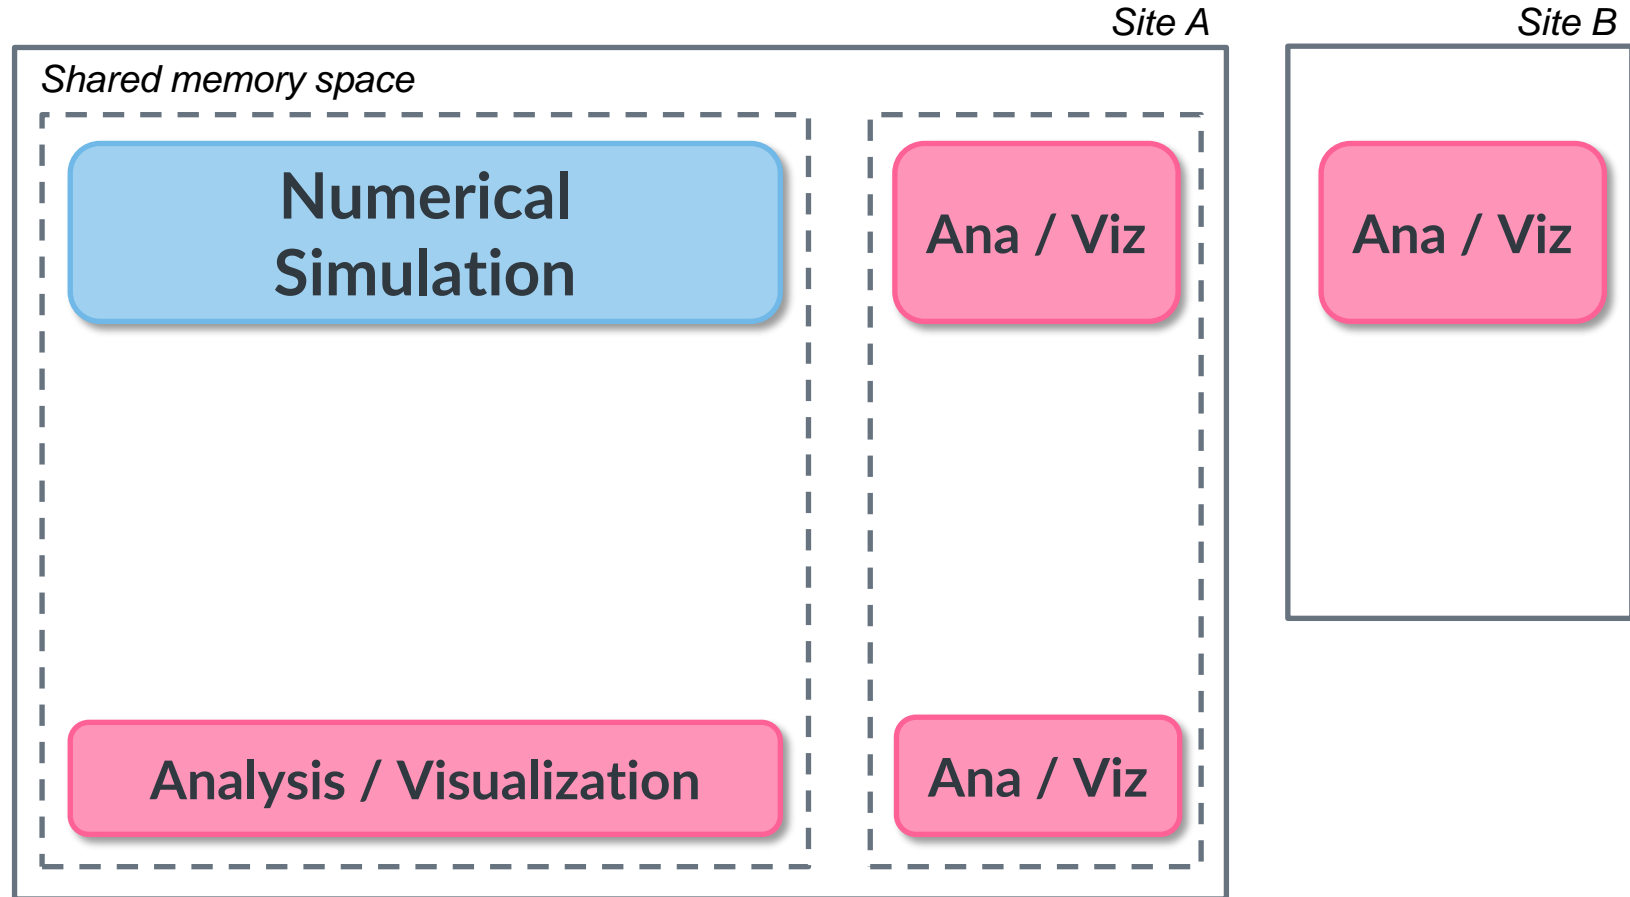 Site A
Site B
Shared memory space
Numerical
Simulation
Ana / Viz
Ana / Viz
Analysis / Visualization
Ana / Viz